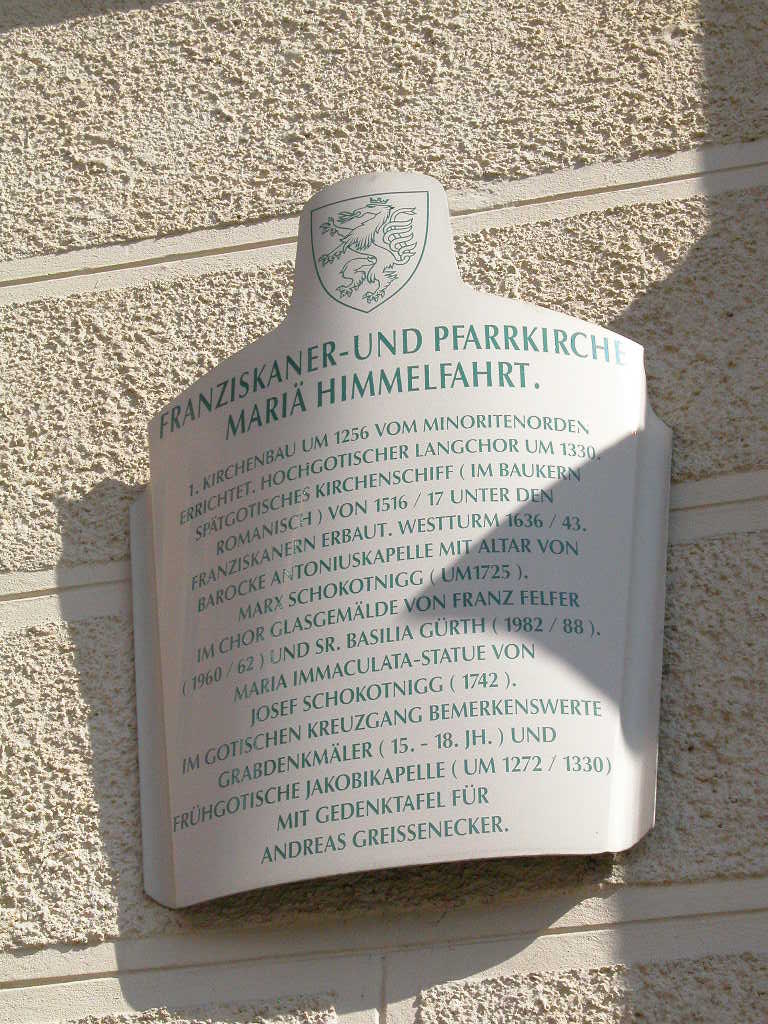 FRANZISKANER-UND PFARRKIRCHE
MARIÄ HIMMELFAHRT.
1. KIRCHENBAU UM 1256 VOM MINORITENORDEN
ERRICHTET. HOCHGOTISCHER LANGCHOR UM 1330.
SPÄTGOTISCHES KIRCHENSCHIFF ( IM BAUKERN
ROMANISCH ) VON 1516 / 17 UNTER DEN
FRANZISKANERN ERBAUT. WESTTURM 1636 / 43.
BAROCKE ANTONIUSKAPELLE MIT ALTAR VON
MARX SCHOKOTNIGG ( UM1725 ).
IM CHOR GLASGEMÄLDE VON FRANZ FELFER
( 1960 / 62 ) UND SR. BASILIA GÜRTH ( 1982 / 88 ).
MARIA IMMACULATA-STATUE VON
JOSEF SCHOKOTNIGG ( 1742 ).
IM GOTISCHEN KREUZGANG BEMERKENSWERTE
GRABDENKMÄLER ( 15. - 18. JH. ) UND
FRÜHGOTISCHE JAKOBIKAPELLE ( UM 1272 / 1330)
MIT GEDENKTAFEL FÜR
ANDREAS GREISSENECKER.